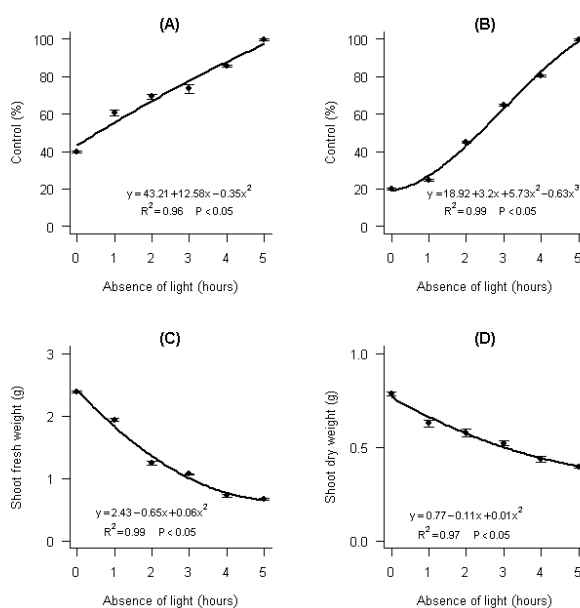 (A)
100
80
60
40
20
0
Control (%)
y=43.21+12.58x−0.35x²
R²=0.96 P<0.05
0 1 2 3 4 5
Absence of light (hours)
(B)
100
80
60
40
20
0
Control (%)
y=18.92+3.2x+5.73x²−0.63x³
R²=0.99 P<0.05
0 1 2 3 4 5
Absence of light (hours)
(C)
3
2
1
0
Shoot fresh weight (g)
y=2.43−0.65x+0.06x²
R²=0.99 P<0.05
0 1 2 3 4 5
Absence of light (hours)
(D)
1.0
0.5
0.0
Shoot dry weight (g)
y=0.77−0.11x+0.01x²
R²=0.97 P<0.05
0 1 2 3 4 5
Absence of light (hours)